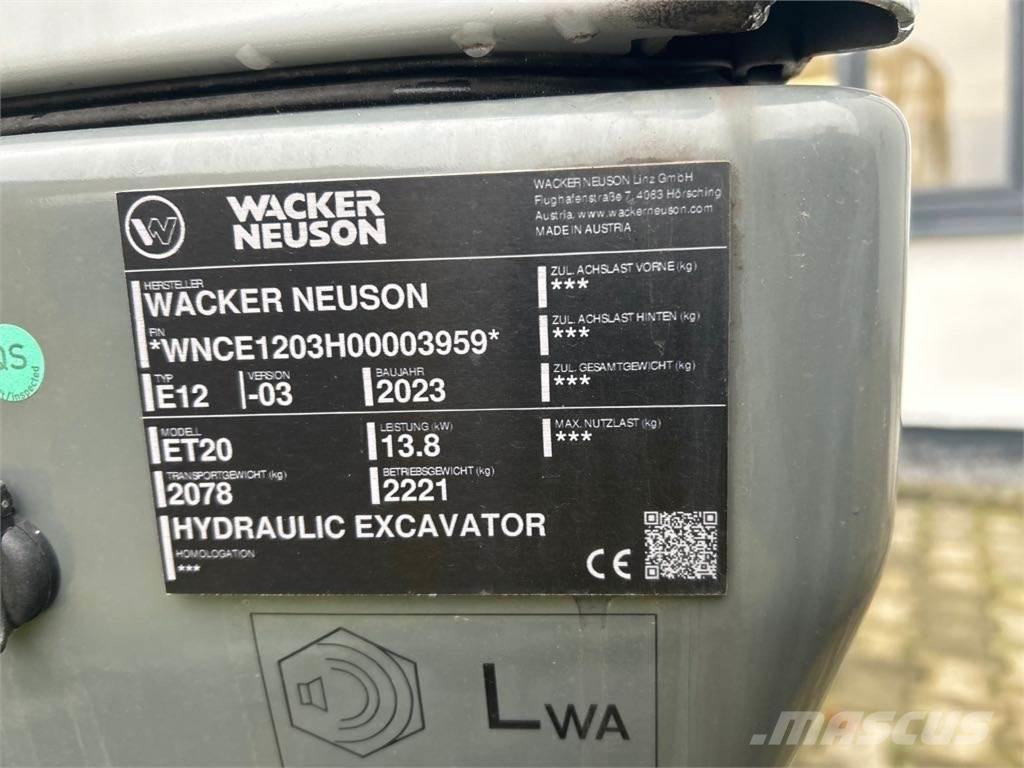 WACKER
NEUSON
WACKER NEUSON Linz GmbH
Flughafenstraße 7, 4063 Hörsching
Austria, www.wackerneuson.com
MADE IN AUSTRIA
HERSTELLER
WACKER NEUSON
FIN
*WNCE1203H00003959*
TYP VERSION BAUJAHR
E12 -03 2023
ZUL. ACHSLAST VORNE (kg)
***
ZUL. ACHSLAST HINTEN (kg)
***
ZUL. GESAMTGEWICHT (kg)
***
MODELL LEISTUNG (kW) MAX. NUTZLAST (kg)
ET20 13.8 ***
TRANSPORTGEWICHT (kg) BETRIEBSGEWICHT (kg)
2078 2221
HYDRAULIC EXCAVATOR
HOMOLOGATION
***
CE
QS
inspected
LWA
MASCUS